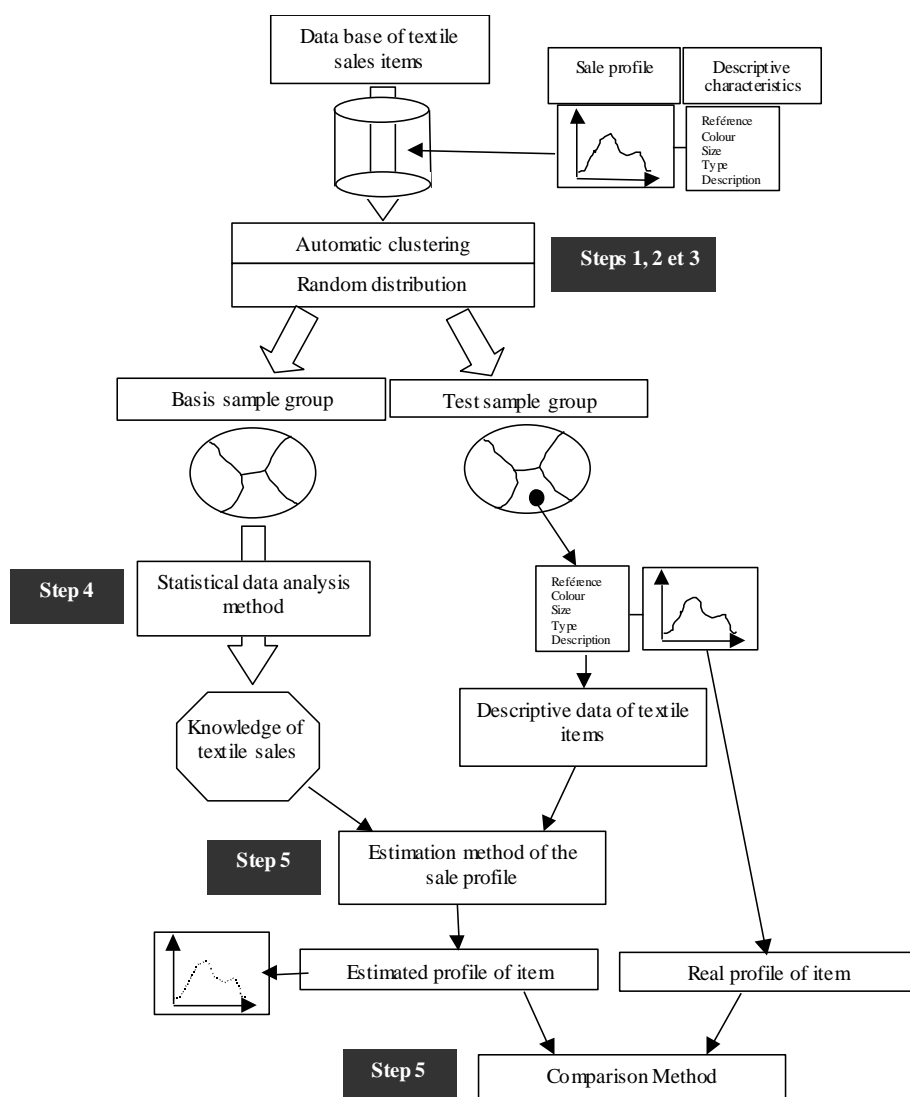 Data base of textile
sales items
Sale profile
Descriptive
characteristics
Reférence
Colour
Size
Type
Description
Automatic clustering
Random distribution
Steps 1, 2 et 3
Basis sample group
Test sample group
Step 4
Statistical data analysis
method
Reférence
Colour
Size
Type
Description
Knowledge of
textile sales
Descriptive data of textile
items
Step 5
Estimation method of the
sale profile
Estimated profile of item
Real profile of item
Step 5
Comparison Method